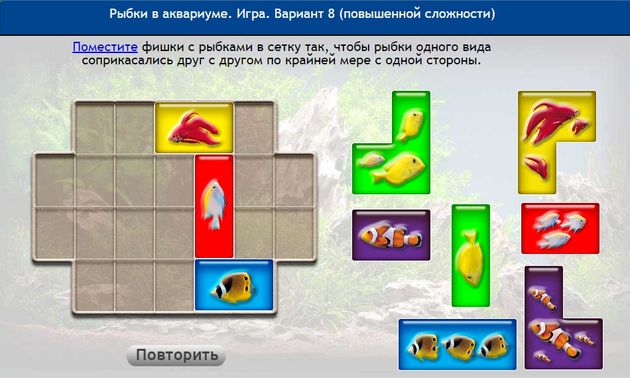 Рыбки в аквариуме. Игра. Вариант 8 (повышенной сложности)
Поместите фишки с рыбками в сетку так, чтобы рыбки одного вида
соприкасались друг с другом по крайней мере с одной стороны.
Повторить